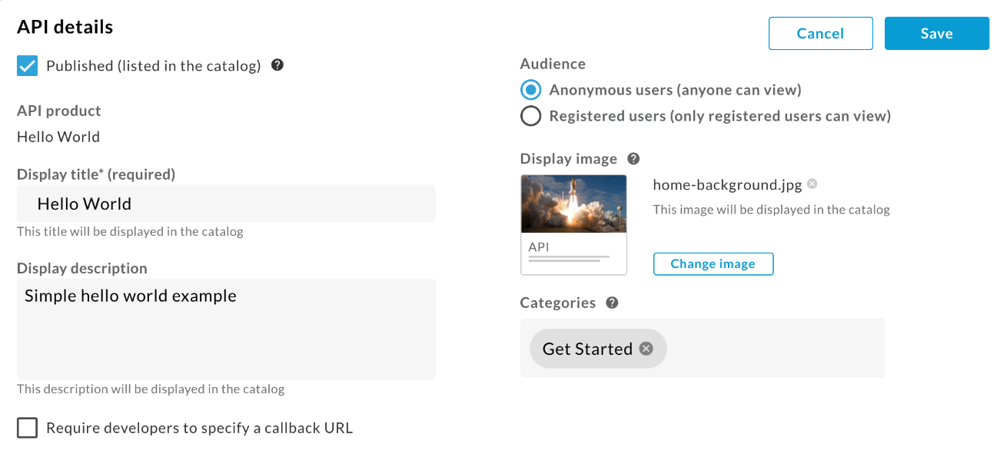 API details
Cancel
Save
Published (listed in the catalog) ?
API product
Hello World
Display title* (required)
Hello World
This title will be displayed in the catalog
Display description
Simple hello world example
This description will be displayed in the catalog
Require developers to specify a callback URL
Audience
Anonymous users (anyone can view)
Registered users (only registered users can view)
Display image ?
API
home-background.jpg
This image will be displayed in the catalog
Change image
Categories ?
Get Started